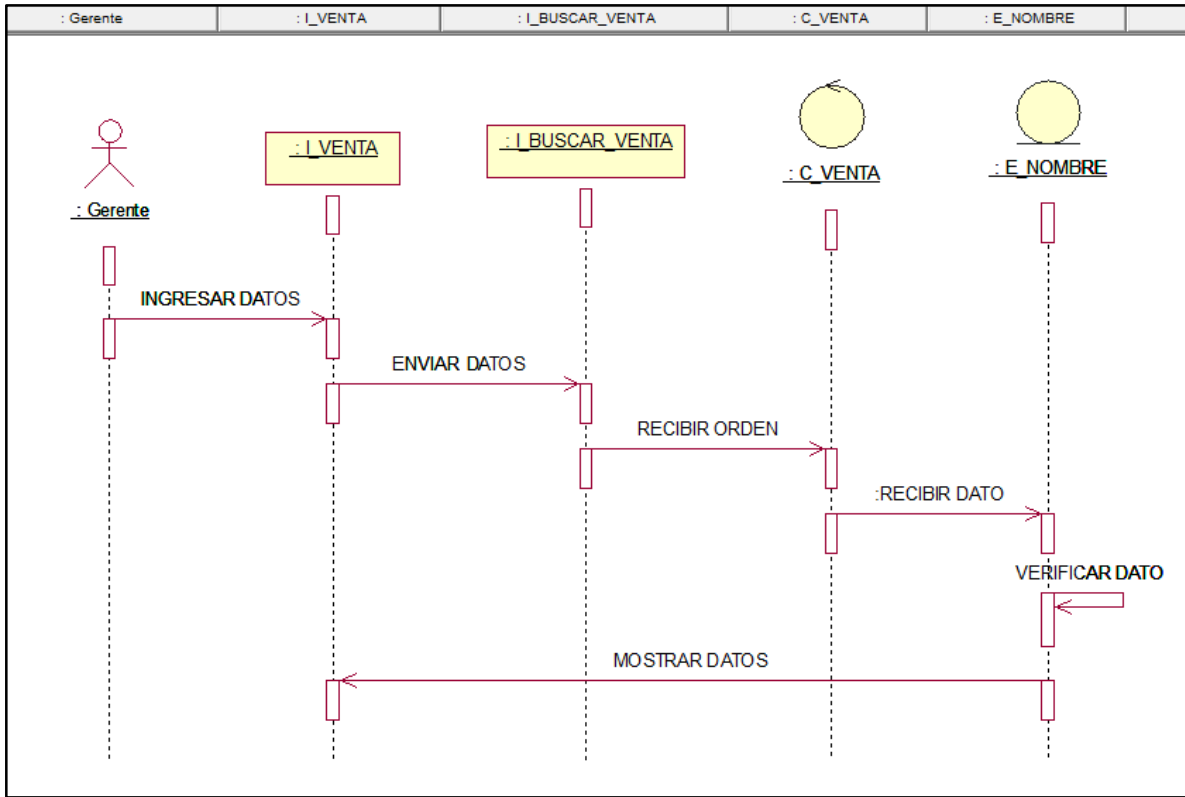 : Gerente
: I_VENTA
: I_BUSCAR_VENTA
: C_VENTA
: E_NOMBRE
: I_VENTA
: I_BUSCAR_VENTA
: C_VENTA
: E_NOMBRE
: Gerente
INGRESAR DATOS
ENVIAR DATOS
RECIBIR ORDEN
:RECIBIR DATO
VERIFICAR DATO
MOSTRAR DATOS